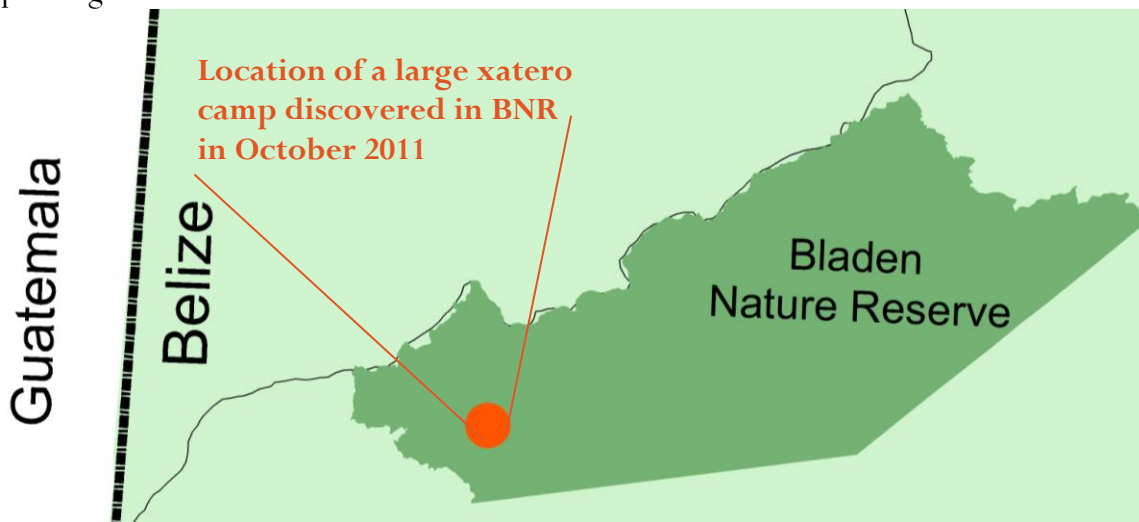 Location of a large xatero
camp discovered in BNR
in October 2011
Guatemala
Belize
Bladen
Nature Reserve